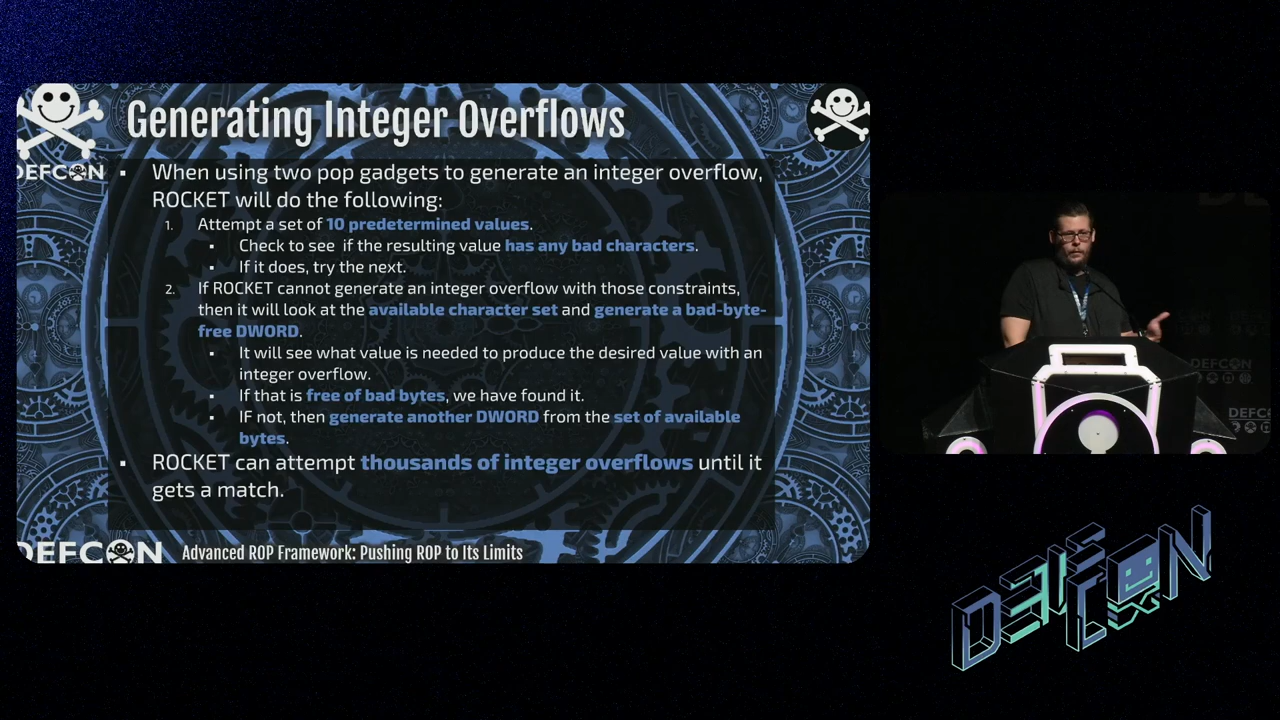 Generating Integer Overflows
DEFCON
▪ When using two pop gadgets to generate an integer overflow,
ROCKET will do the following:
1. Attempt a set of 10 predetermined values.
▪ Check to see if the resulting value has any bad characters.
▪ If it does, try the next.
2. If ROCKET cannot generate an integer overflow with those constraints,
then it will look at the available character set and generate a bad-byte-
free DWORD.
▪ It will see what value is needed to produce the desired value with an
integer overflow.
▪ If that is free of bad bytes, we have found it.
▪ IF not, then generate another DWORD from the set of available
bytes.
▪ ROCKET can attempt thousands of integer overflows until it
gets a match.
DEFCON
Advanced ROP Framework: Pushing ROP to Its Limits
DEFCON
DEFC
DEF CON